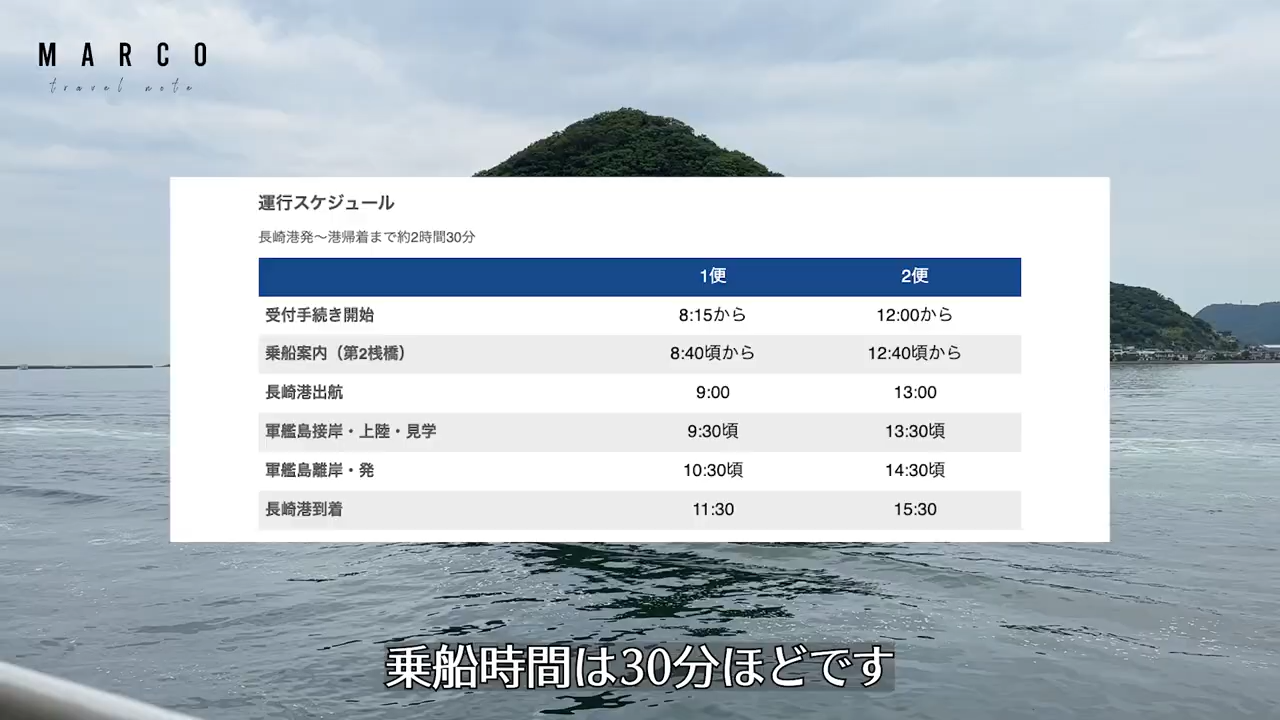 MARCO
travel note
運行スケジュール
長崎港発〜港帰着まで約2時間30分
1便 2便
受付手続き開始 8:15から 12:00から
乗船案内（第2桟橋） 8:40頃から 12:40頃から
長崎港出航 9:00 13:00
軍艦島接岸・上陸・見学 9:30頃 13:30頃
軍艦島離岸・発 10:30頃 14:30頃
長崎港到着 11:30 15:30
乗船時間は30分ほどです